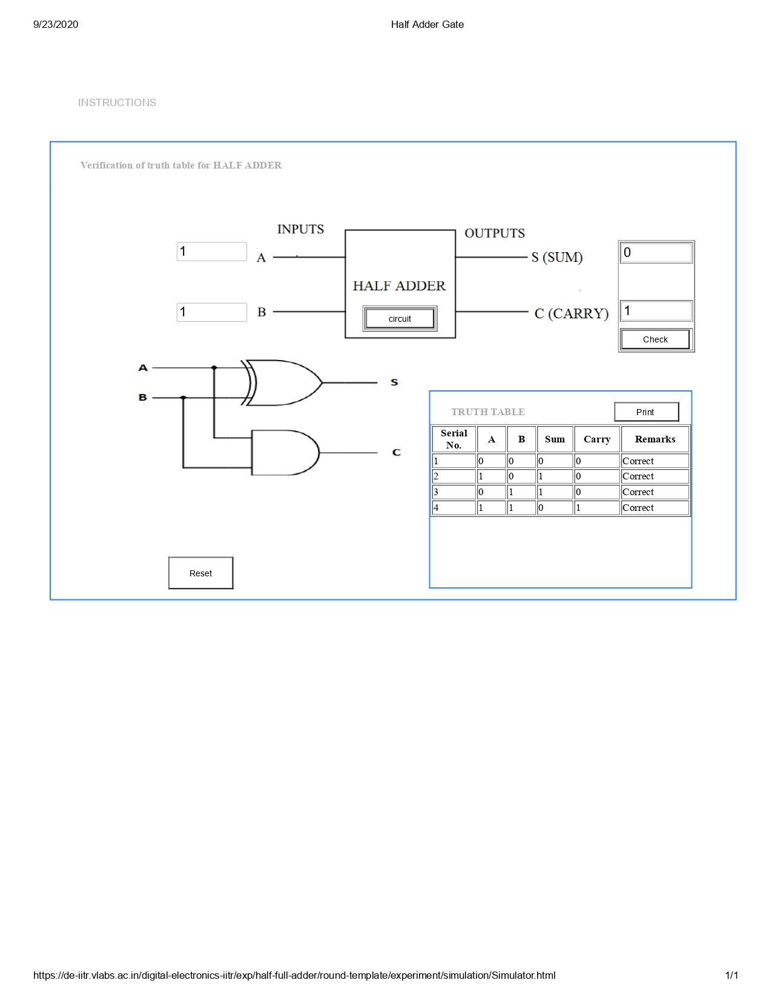 9/23/2020 Half Adder Gate
INSTRUCTIONS
Verification of truth table for HALF ADDER
INPUTS OUTPUTS
1 A S (SUM) 0
HALF ADDER
1 B circuit C (CARRY) 1
Check
A S
B
TRUTH TABLE Print
C
Serial No. A B Sum Carry Remarks
1 0 0 0 0 Correct
2 1 0 1 0 Correct
3 0 1 1 0 Correct
4 1 1 0 1 Correct
Reset
https://de-iitr.vlabs.ac.in/digital-electronics-iitr/exp/half-full-adder/round-template/experiment/simulation/Simulator.html 1/1